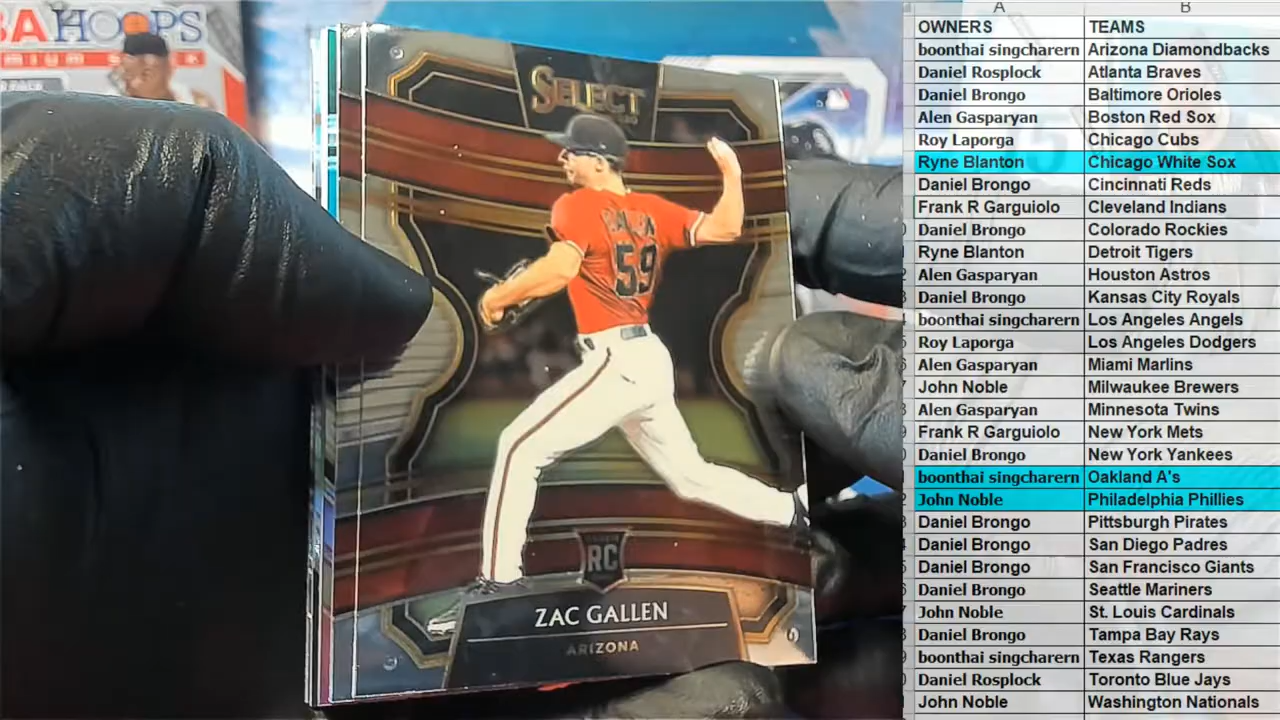 BA HOOPS
SELECT
GALLEN
59
RC
ZAC GALLEN
ARIZONA
A B
OWNERS TEAMS
boonthai singcharern Arizona Diamondbacks
Daniel Rosplock Atlanta Braves
Daniel Brongo Baltimore Orioles
Alen Gasparyan Boston Red Sox
Roy Laporga Chicago Cubs
Ryne Blanton Chicago White Sox
Daniel Brongo Cincinnati Reds
Frank R Garguiolo Cleveland Indians
Daniel Brongo Colorado Rockies
Ryne Blanton Detroit Tigers
Alen Gasparyan Houston Astros
Daniel Brongo Kansas City Royals
boonthai singcharern Los Angeles Angels
Roy Laporga Los Angeles Dodgers
Alen Gasparyan Miami Marlins
John Noble Milwaukee Brewers
Alen Gasparyan Minnesota Twins
Frank R Garguiolo New York Mets
Daniel Brongo New York Yankees
boonthai singcharern Oakland A's
John Noble Philadelphia Phillies
Daniel Brongo Pittsburgh Pirates
Daniel Brongo San Diego Padres
Daniel Brongo San Francisco Giants
Daniel Brongo Seattle Mariners
John Noble St. Louis Cardinals
Daniel Brongo Tampa Bay Rays
boonthai singcharern Texas Rangers
Daniel Rosplock Toronto Blue Jays
John Noble Washington Nationals